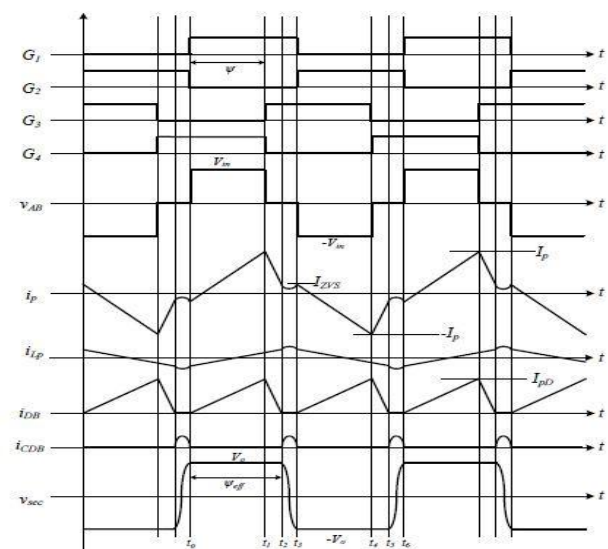 G1 t
ψ
G2 t
G3 t
G4 t
Vin
vAB t
-Vin
Ip
IZVS
ip t
-Ip
iLp t
IpD
iDB t
iCDB t
Vo
ψeff
vsec t
-Vo
t0 t1 t2 t3 t4 t5 t6